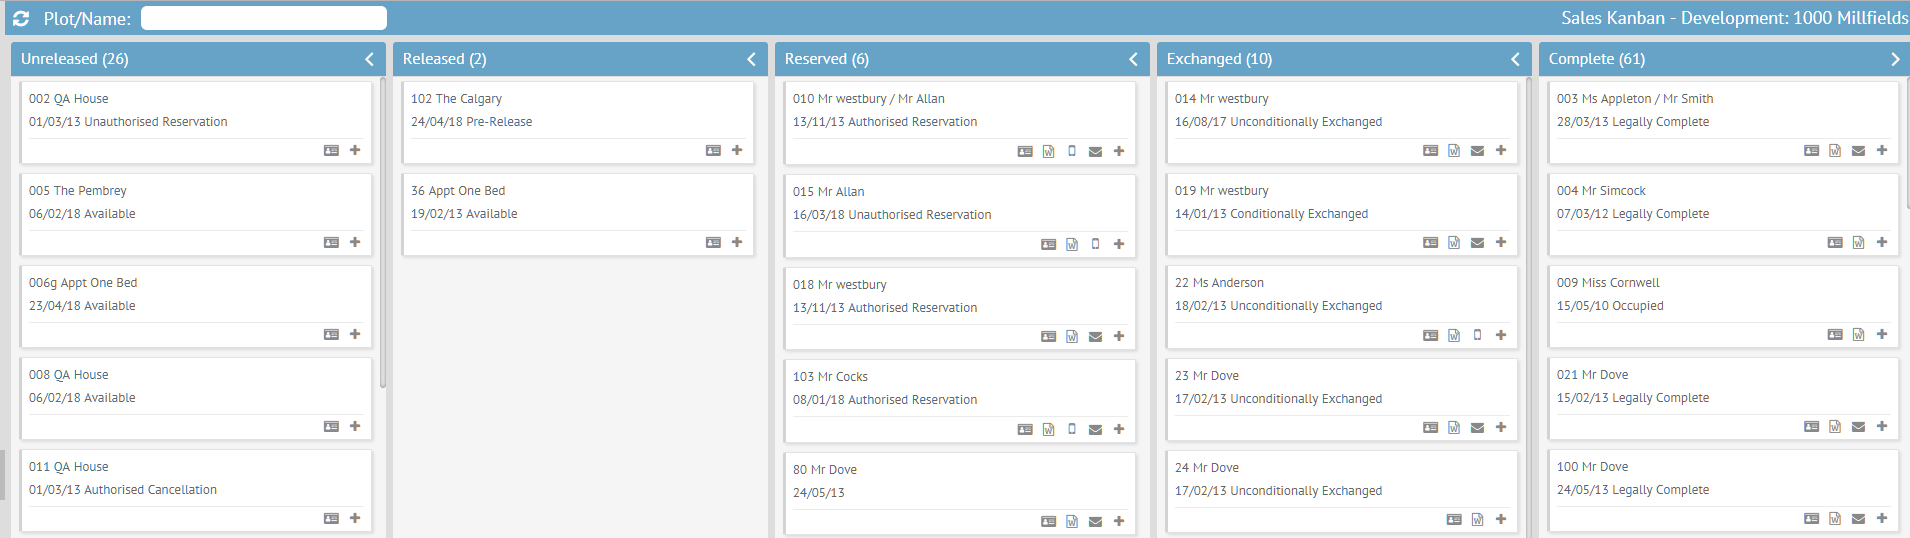 Plot/Name:
Sales Kanban - Development: 1000 Millfields
Unreleased (26)
002 QA House
01/03/13 Unauthorised Reservation
005 The Pembrey
06/02/18 Available
006g Appt One Bed
23/04/18 Available
008 QA House
06/02/18 Available
011 QA House
01/03/13 Authorised Cancellation
Released (2)
102 The Calgary
24/04/18 Pre-Release
36 Appt One Bed
19/02/13 Available
Reserved (6)
010 Mr westbury / Mr Allan
13/11/13 Authorised Reservation
015 Mr Allan
16/03/18 Unauthorised Reservation
018 Mr westbury
13/11/13 Authorised Reservation
103 Mr Cocks
08/01/18 Authorised Reservation
80 Mr Dove
24/05/13
Exchanged (10)
014 Mr westbury
16/08/17 Unconditionally Exchanged
019 Mr westbury
14/01/13 Conditionally Exchanged
22 Ms Anderson
18/02/13 Unconditionally Exchanged
23 Mr Dove
17/02/13 Unconditionally Exchanged
24 Mr Dove
17/02/13 Unconditionally Exchanged
Complete (61)
003 Ms Appleton / Mr Smith
28/03/13 Legally Complete
004 Mr Simcock
07/03/12 Legally Complete
009 Miss Cornwell
15/05/10 Occupied
021 Mr Dove
15/02/13 Legally Complete
100 Mr Dove
24/05/13 Legally Complete